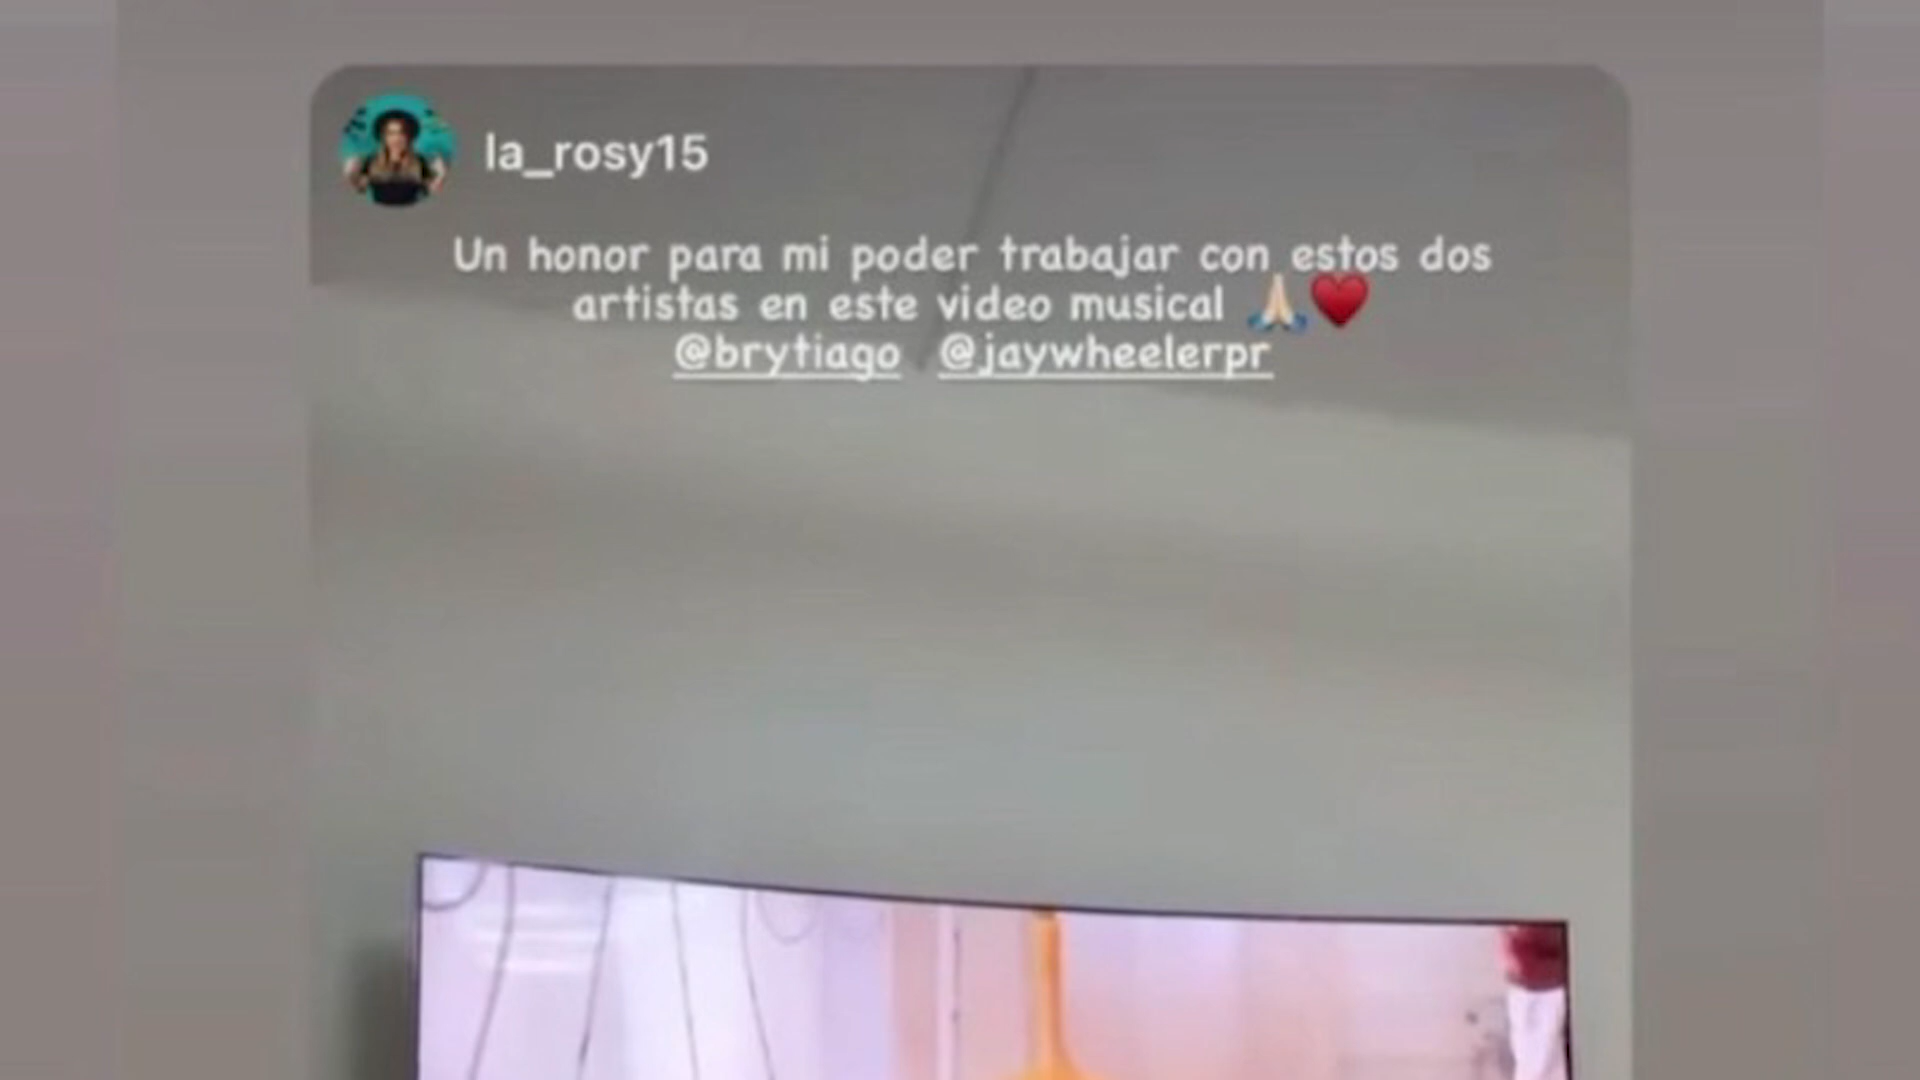 la_rosy15
Un honor para mi poder trabajar con estos dos
artistas en este video musical 🙏🏼♥️
@brytiago @jaywheelerpr